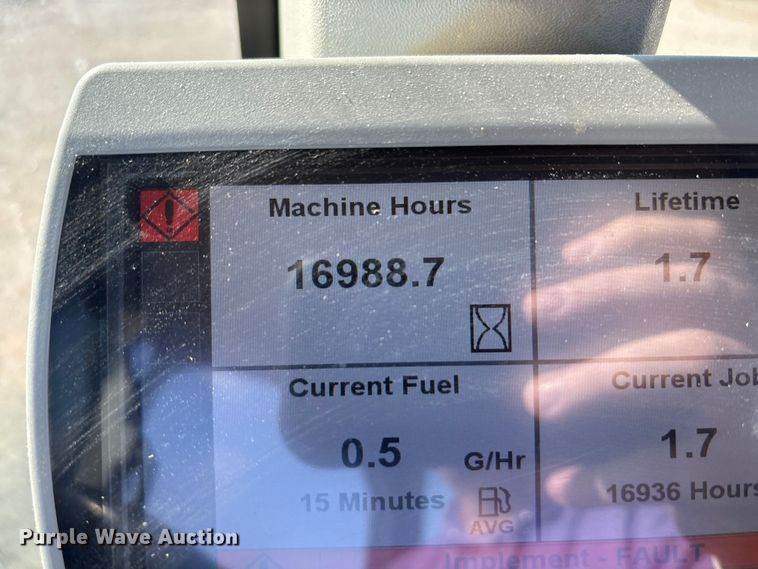 Machine Hours
16988.7
Lifetime
1.7
Current Fuel
0.5 G/Hr
15 Minutes
AVG
Current Job
1.7
16936 Hours
Implement - FAULT
Purple Wave Auction